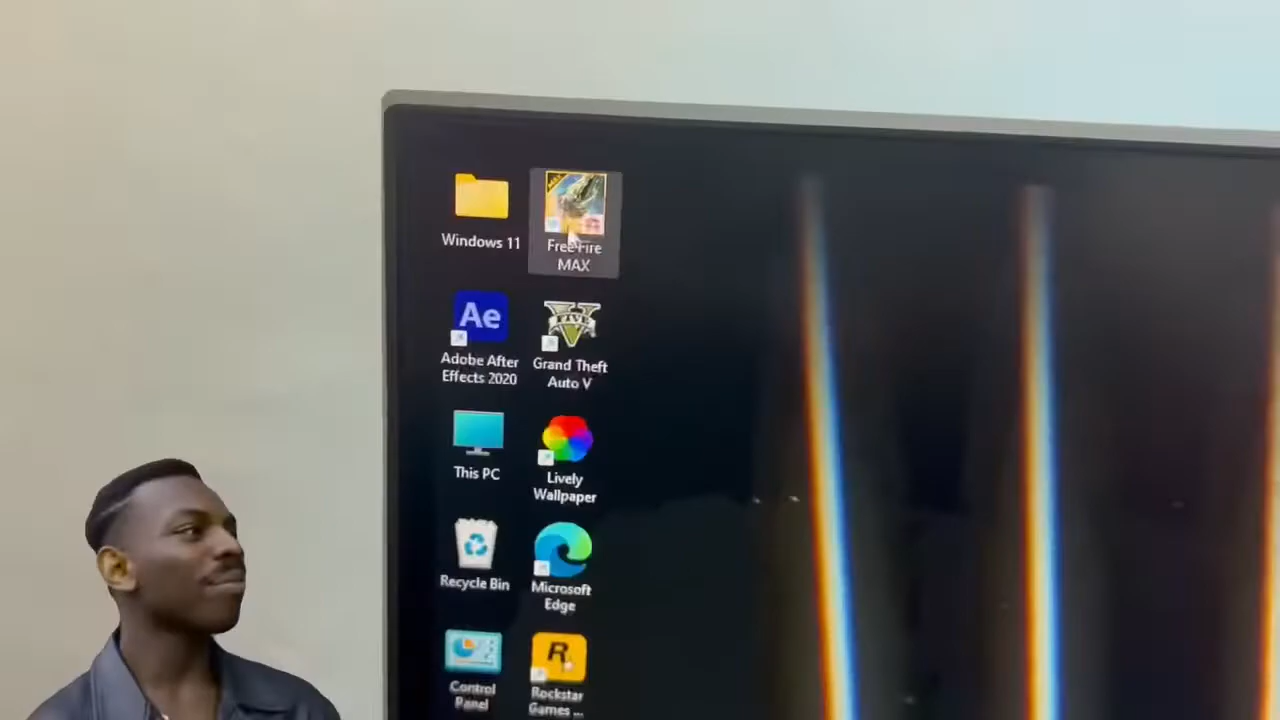 Windows 11
Free Fire
MAX
Ae
Adobe After
Effects 2020
V
Grand Theft
Auto V
This PC
Lively
Wallpaper
Recycle Bin
Microsoft
Edge
Control
Panel
R
Rockstar
Games ...